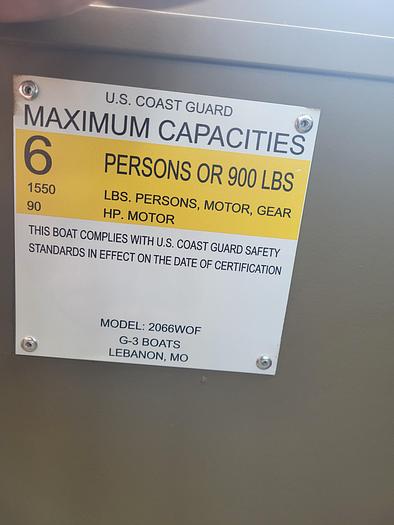 U.S. COAST GUARD
MAXIMUM CAPACITIES
6 PERSONS OR 900 LBS
1550 LBS. PERSONS, MOTOR, GEAR
90 HP. MOTOR
THIS BOAT COMPLIES WITH U.S. COAST GUARD SAFETY
STANDARDS IN EFFECT ON THE DATE OF CERTIFICATION
MODEL: 2066WOF
G-3 BOATS
LEBANON, MO